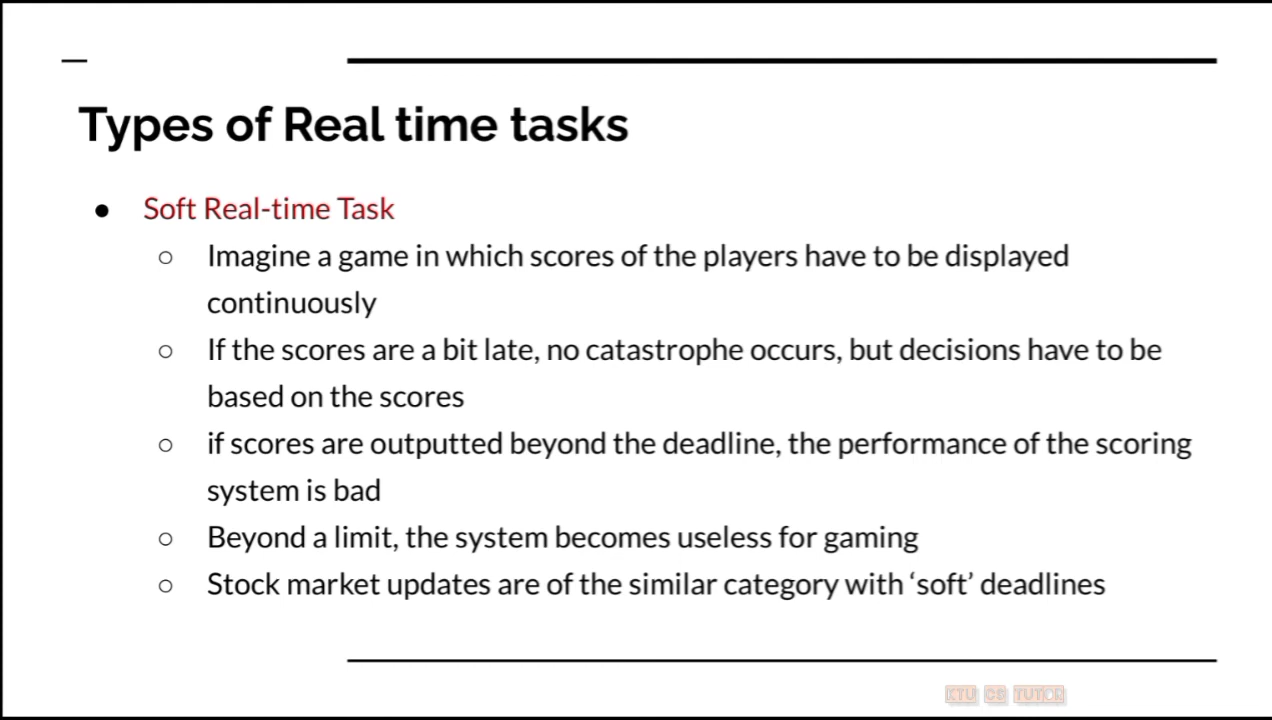 Types of Real time tasks
● Soft Real-time Task
○ Imagine a game in which scores of the players have to be displayed
continuously
○ If the scores are a bit late, no catastrophe occurs, but decisions have to be
based on the scores
○ if scores are outputted beyond the deadline, the performance of the scoring
system is bad
○ Beyond a limit, the system becomes useless for gaming
○ Stock market updates are of the similar category with ‘soft’ deadlines
KTU CS TUTOR